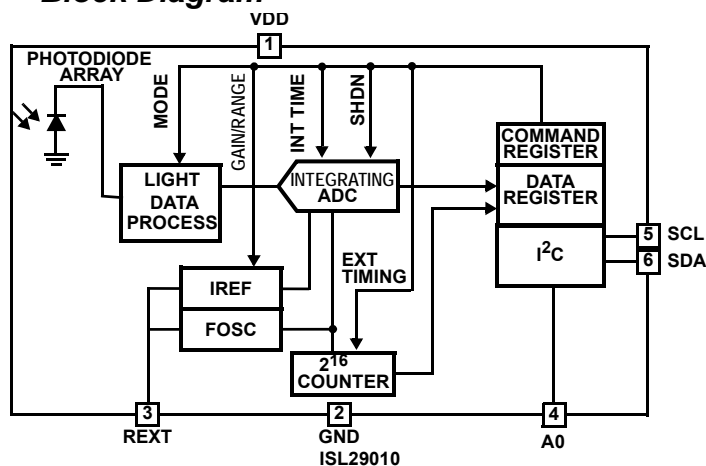 Block Diagram
VDD
1
PHOTODIODE
ARRAY
MODE
GAIN/RANGE
INT TIME
SHDN
COMMAND
REGISTER
LIGHT
DATA
PROCESS
INTEGRATING
ADC
DATA
REGISTER
I2C
5 SCL
6 SDA
EXT
TIMING
IREF
FOSC
216
COUNTER
3
REXT
2
GND
ISL29010
4
A0